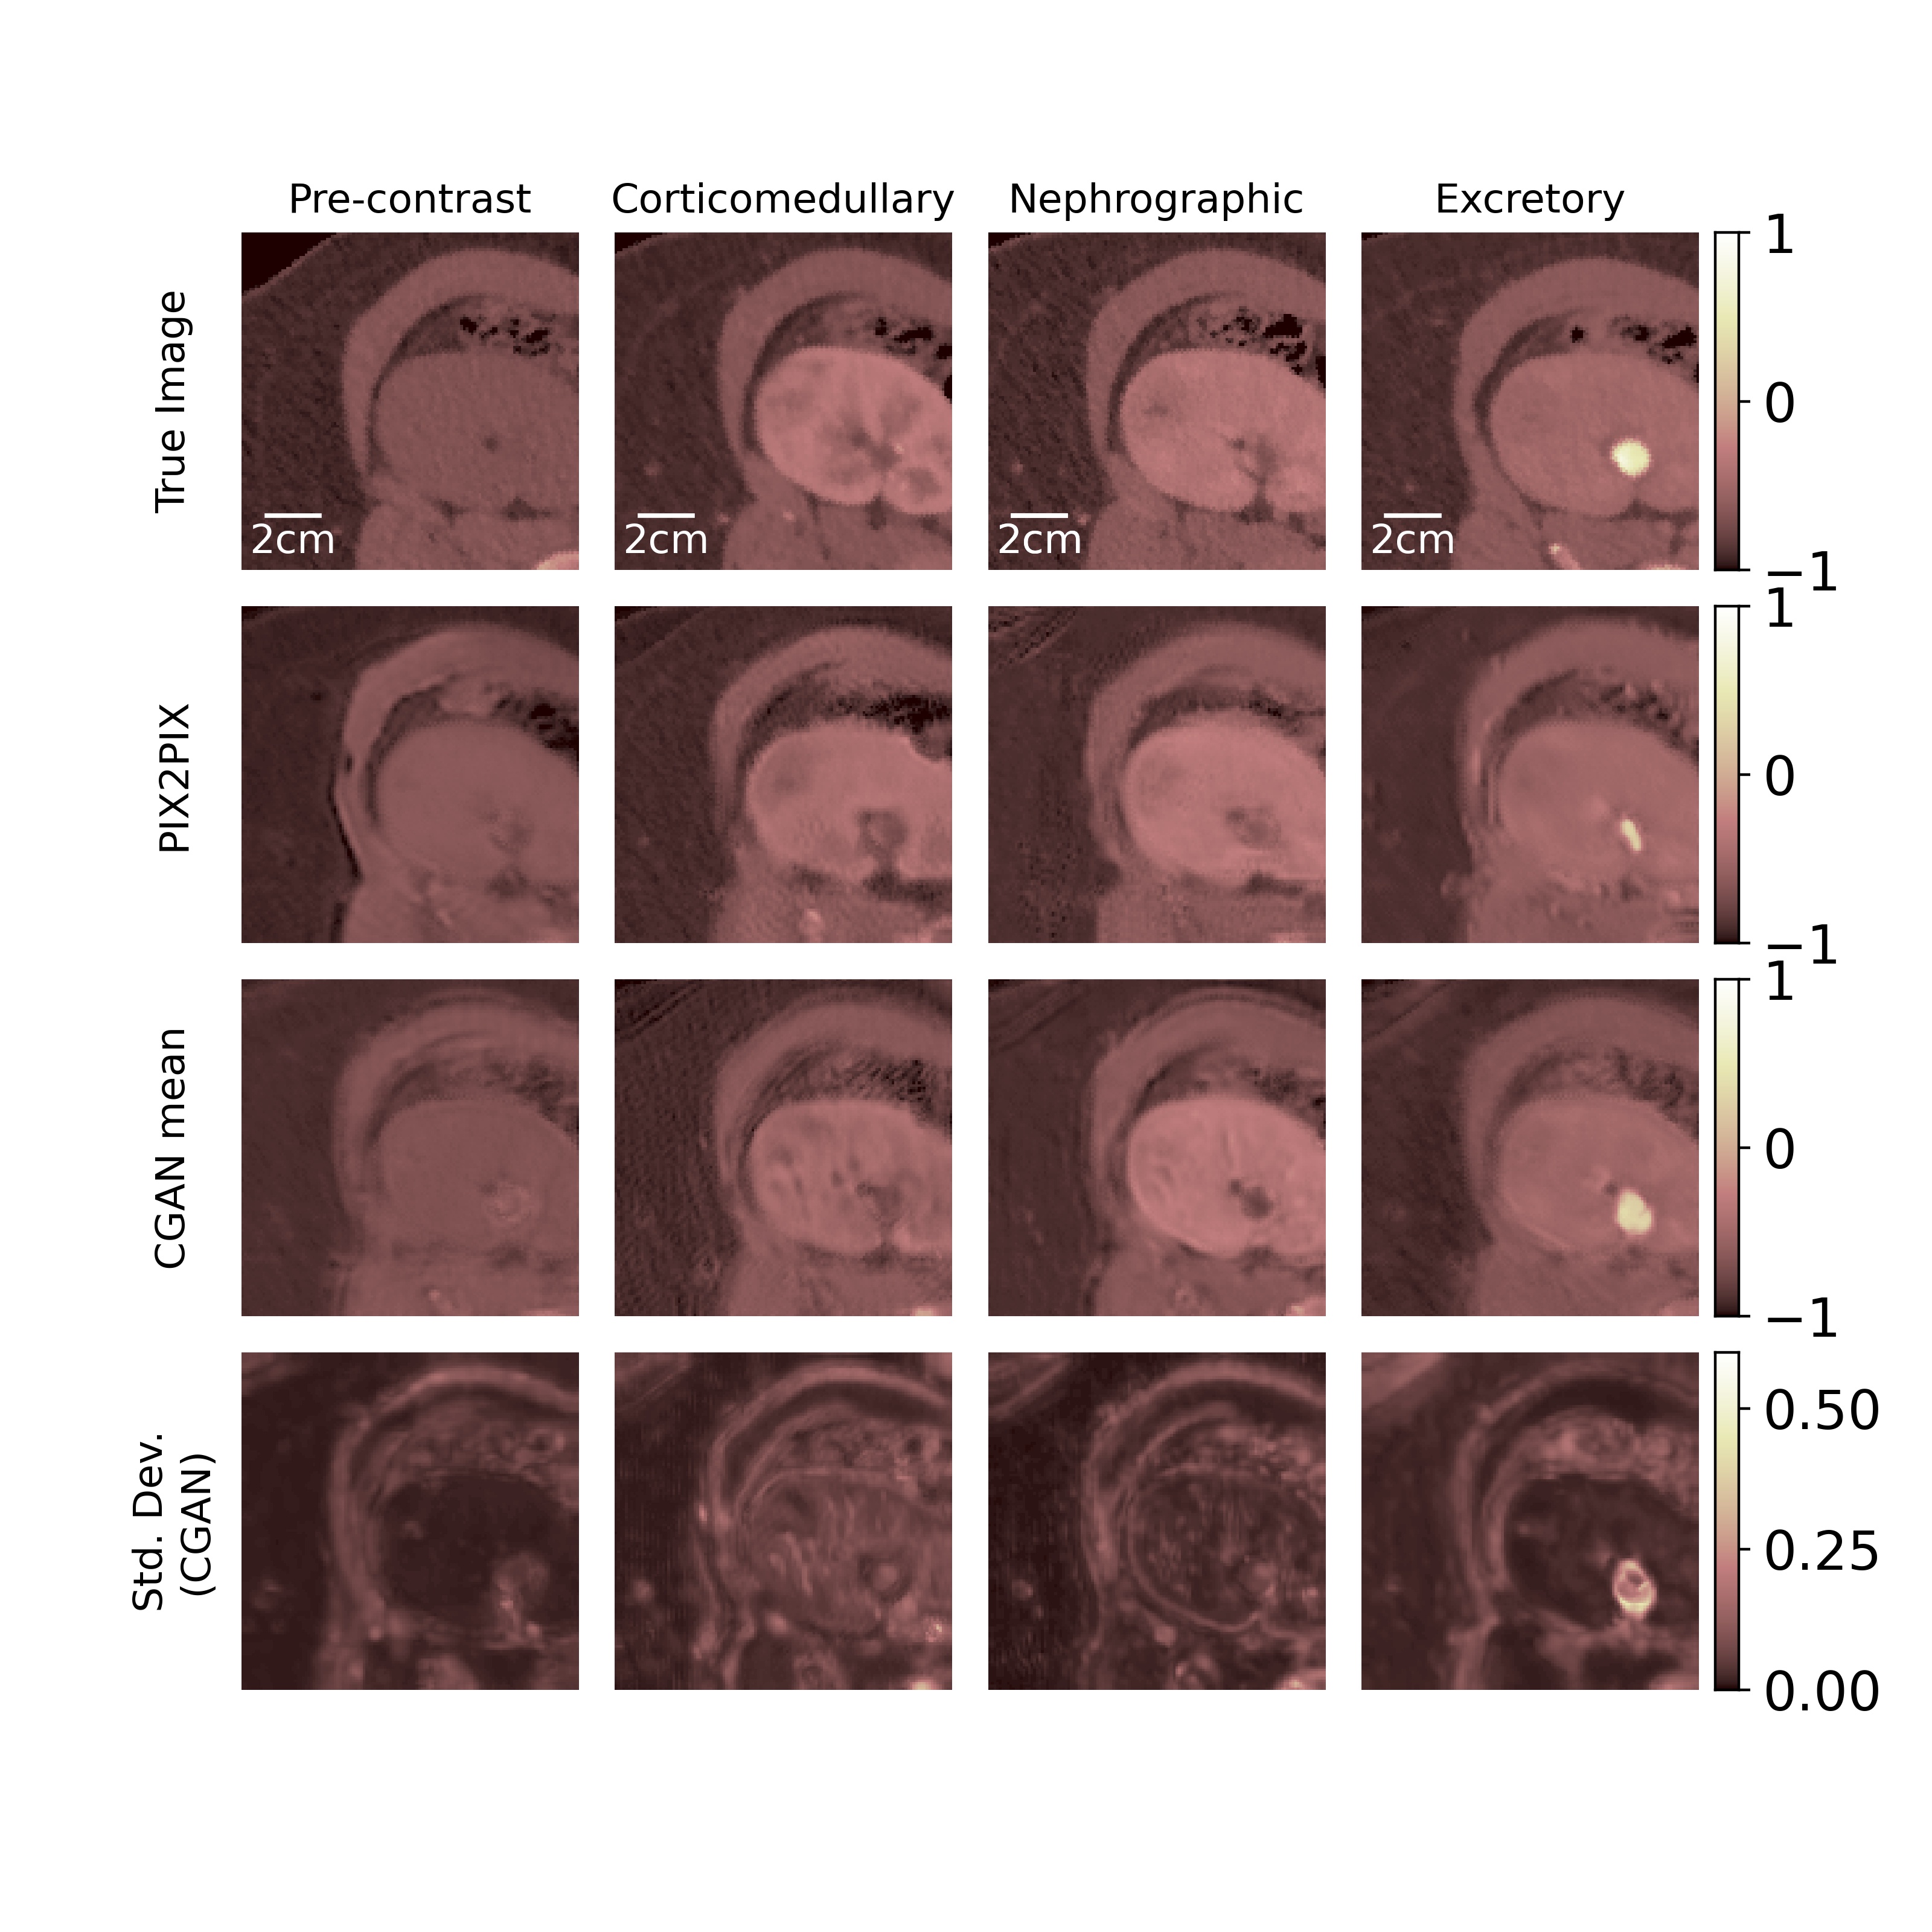 Pre-contrast
Corticomedullary
Nephrographic
Excretory
True Image
2cm
2cm
2cm
2cm
1
0
−1
PIX2PIX
1
0
−1
CGAN mean
1
0
−1
Std. Dev.
(CGAN)
0.50
0.25
0.00